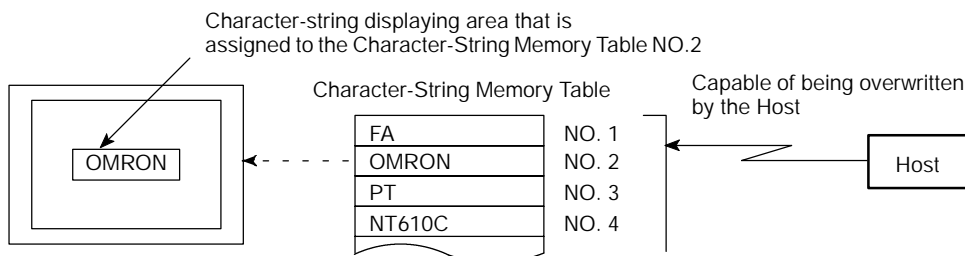 Character-string displaying area that is
assigned to the Character-String Memory Table NO.2
Character-String Memory Table
Capable of being overwritten
by the Host
FA NO. 1
OMRON OMRON NO. 2
PT NO. 3
NT610C NO. 4
Host